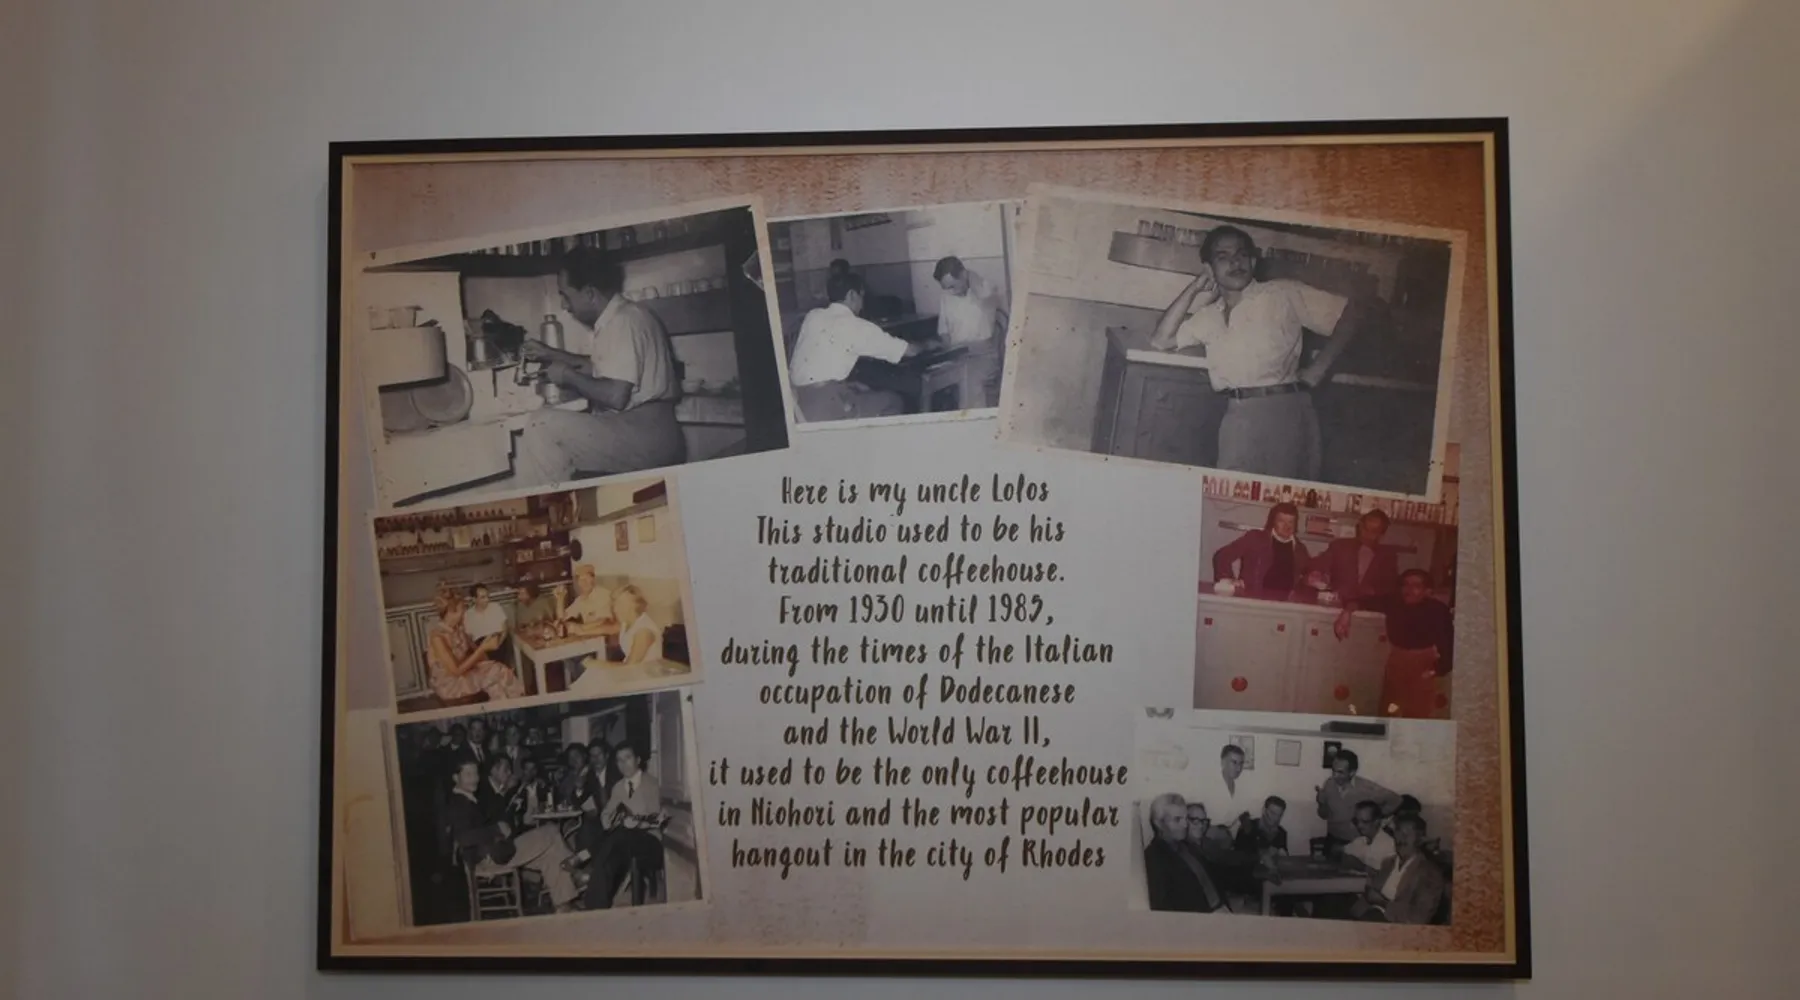 Here is my uncle Lolos
This studio used to be his
traditional coffeehouse.
From 1930 until 1985,
during the times of the Italian
occupation of Dodecanese
and the World War II,
it used to be the only coffeehouse
in Niohori and the most popular
hangout in the city of Rhodes